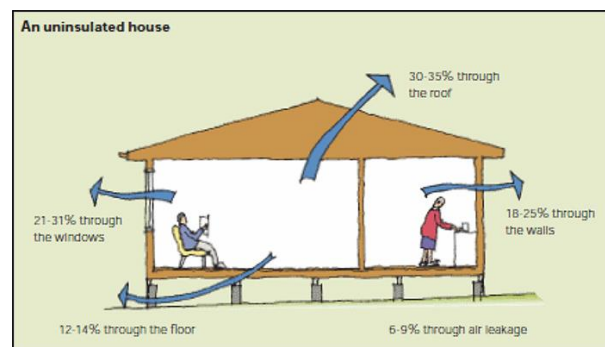 An uninsulated house
30-35% through
the roof
21-31% through
the windows
18-25% through
the walls
12-14% through the floor
6-9% through air leakage